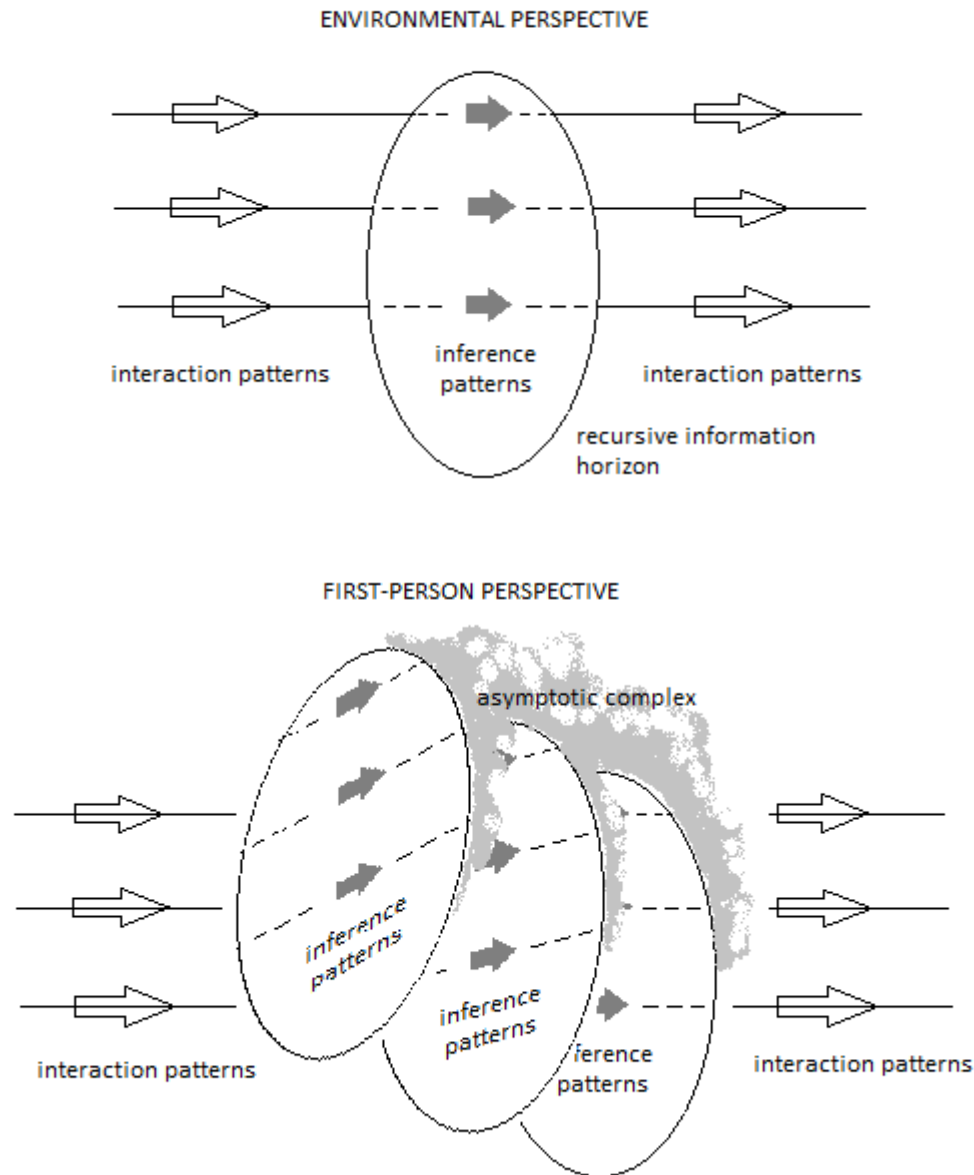 ENVIRONMENTAL PERSPECTIVE
interaction patterns
inference
patterns
interaction patterns
recursive information
horizon
FIRST-PERSON PERSPECTIVE
asymptotic complex
inference
patterns
inference
patterns
ference
patterns
interaction patterns
interaction patterns